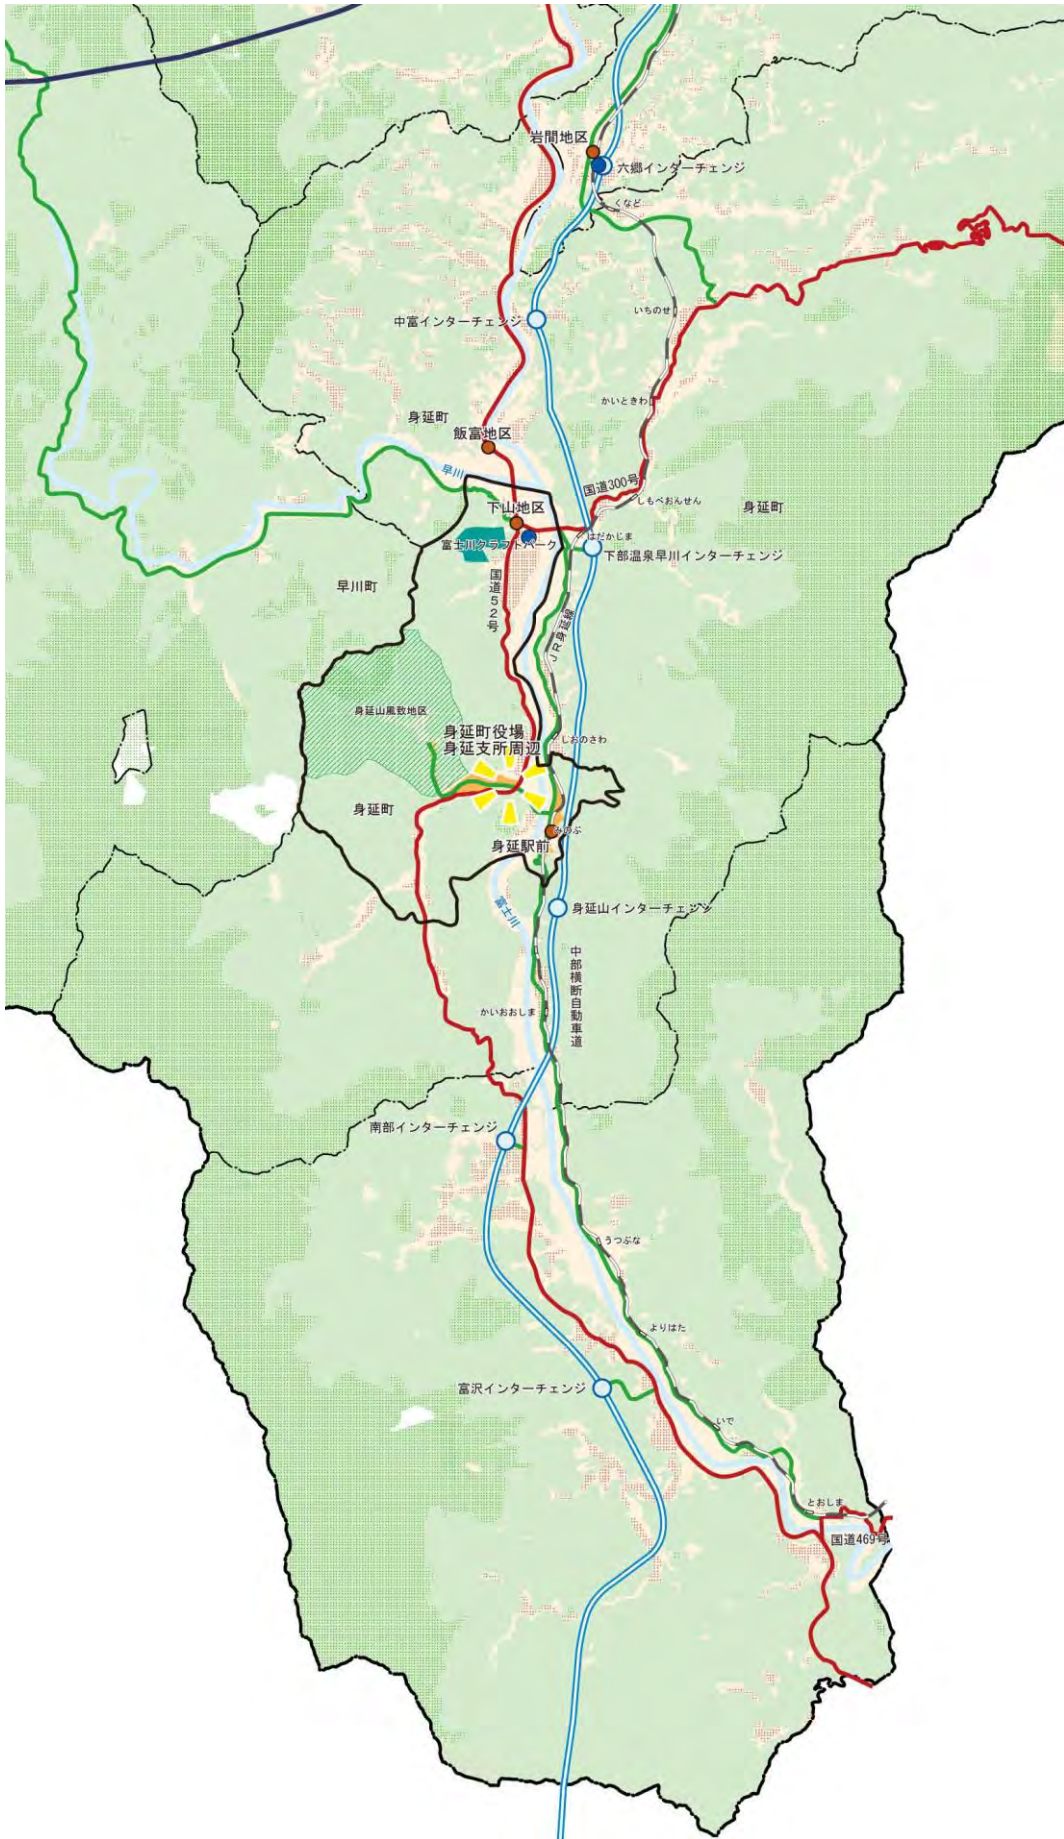 岩間地区
六郷インターチェンジ
くなど
いちのせ
中富インターチェンジ
かいときわ
身延町
飯富地区
早川
国道300号
しもべおんせん
身延町
下山地区
富士川クラフトパーク
はだかじま
下部温泉早川インターチェンジ
国道52号
早川町
JR身延線
身延山風致地区
身延町役場
身延支所周辺
しおのさわ
身延町
みのぶ
身延駅前
富士川
身延山インターチェンジ
中部横断自動車道
かいおおしま
南部インターチェンジ
うつぶな
よりはた
富沢インターチェンジ
いで
とおしま
国道469号